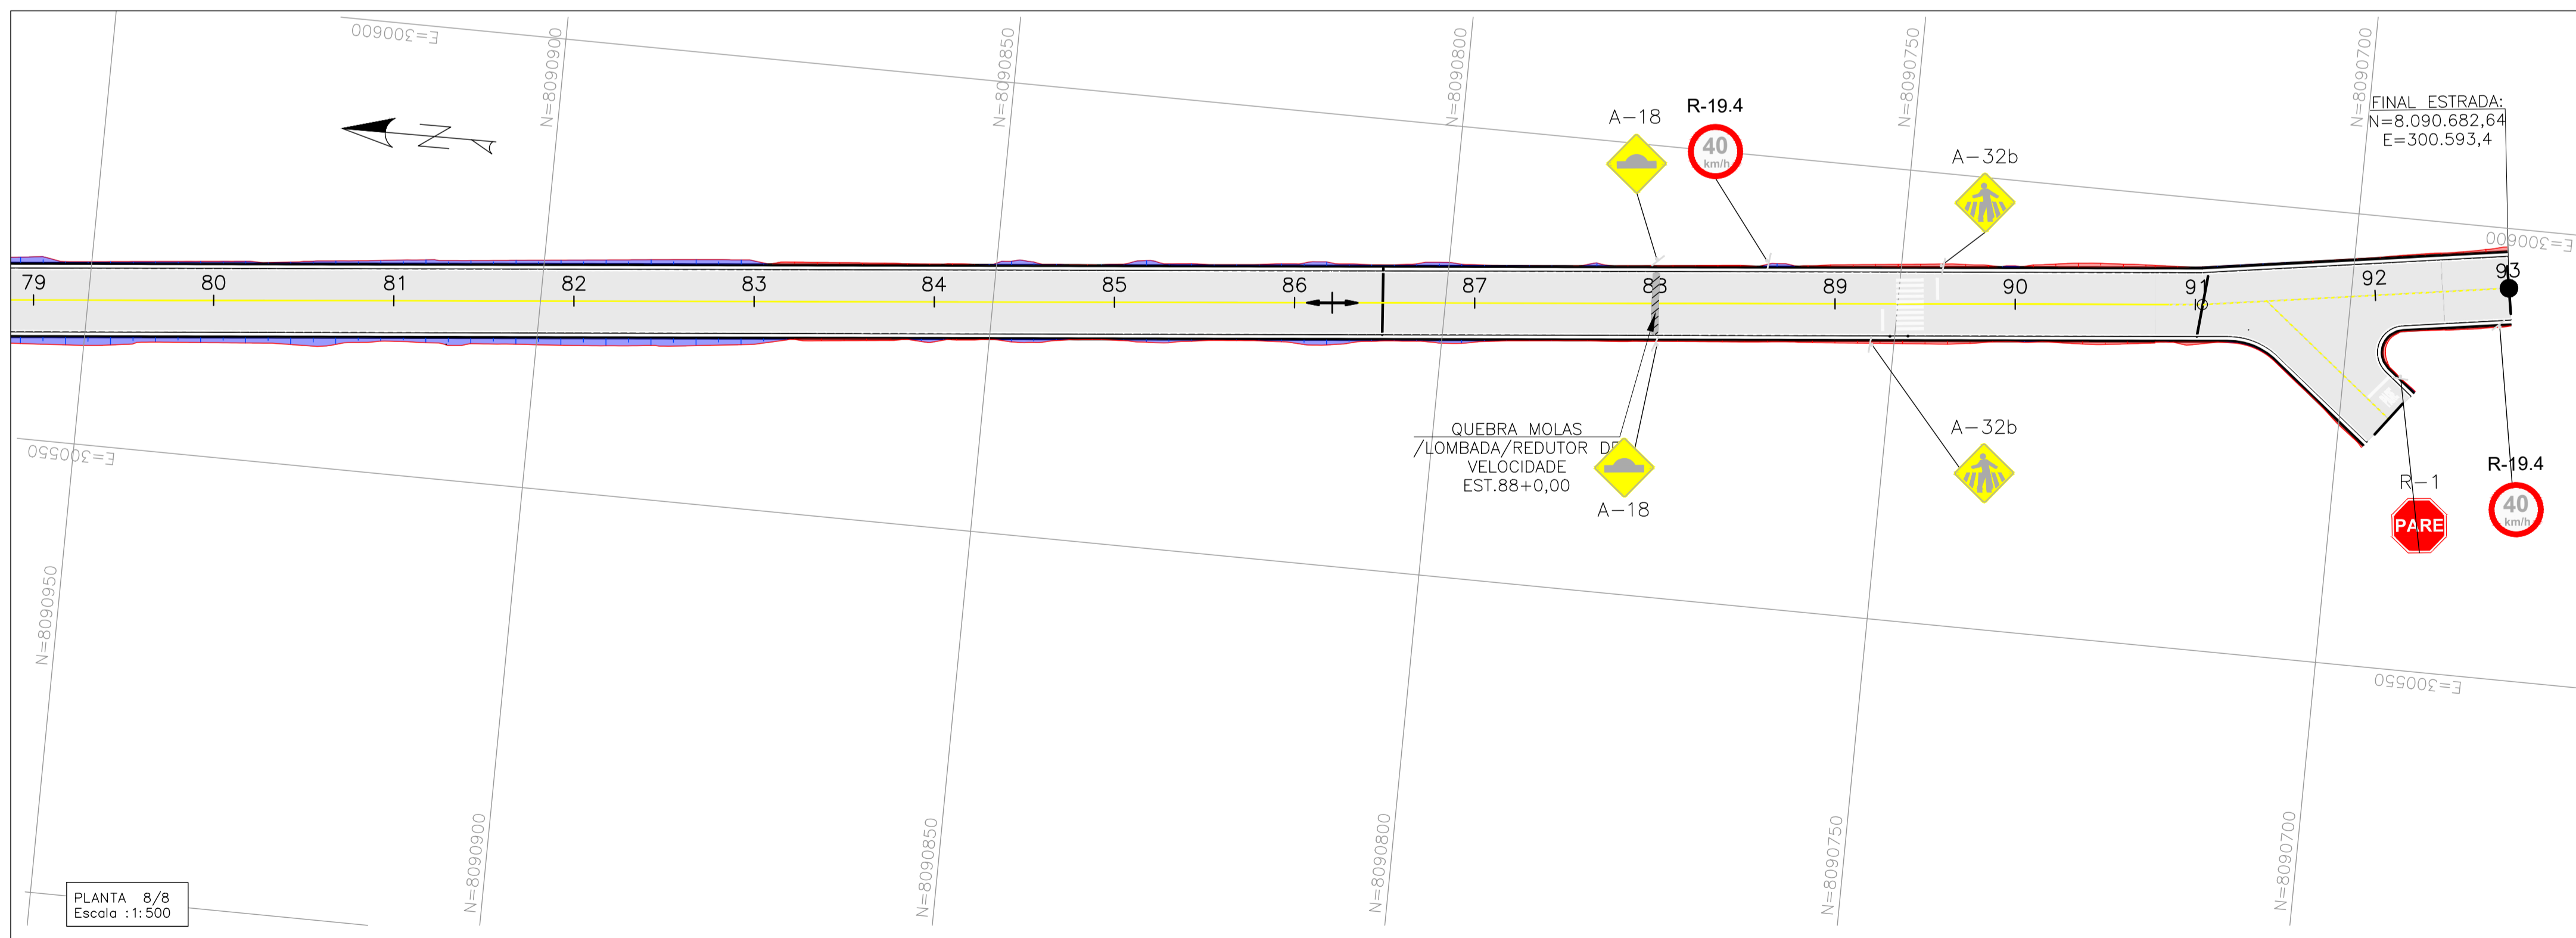 E=300600
N=8090900
N=8090850
N=8090800
N=8090750
N=8090700
FINAL ESTRADA:
N=8.090.682,64
E=300.593,4
N
A-18
R-19.4
40
km/h
A-32b
E=300600
79
80
81
82
83
84
85
86
87
88
89
90
91
92
93
QUEBRA MOLAS
/LOMBADA/REDUTOR DE
VELOCIDADE
EST.88+0,00
A-18
A-32b
R-1
PARE
R-19.4
40
km/h
E=300550
E=300550
N=8090950
N=8090900
N=8090850
N=8090800
N=8090750
N=8090700
PLANTA 8/8
Escala :1:500